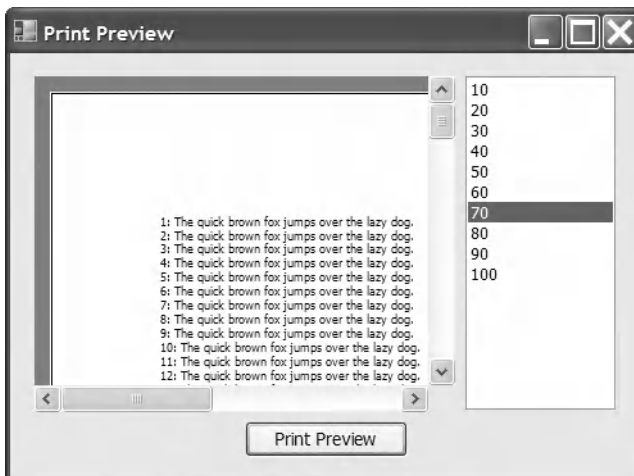 Print Preview
1: The quick brown fox jumps over the lazy dog.
2: The quick brown fox jumps over the lazy dog.
3: The quick brown fox jumps over the lazy dog.
4: The quick brown fox jumps over the lazy dog.
5: The quick brown fox jumps over the lazy dog.
6: The quick brown fox jumps over the lazy dog.
7: The quick brown fox jumps over the lazy dog.
8: The quick brown fox jumps over the lazy dog.
9: The quick brown fox jumps over the lazy dog.
10: The quick brown fox jumps over the lazy dog.
11: The quick brown fox jumps over the lazy dog.
12: The quick brown fox jumps over the lazy dog.
10
20
30
40
50
60
70
80
90
100
Print Preview